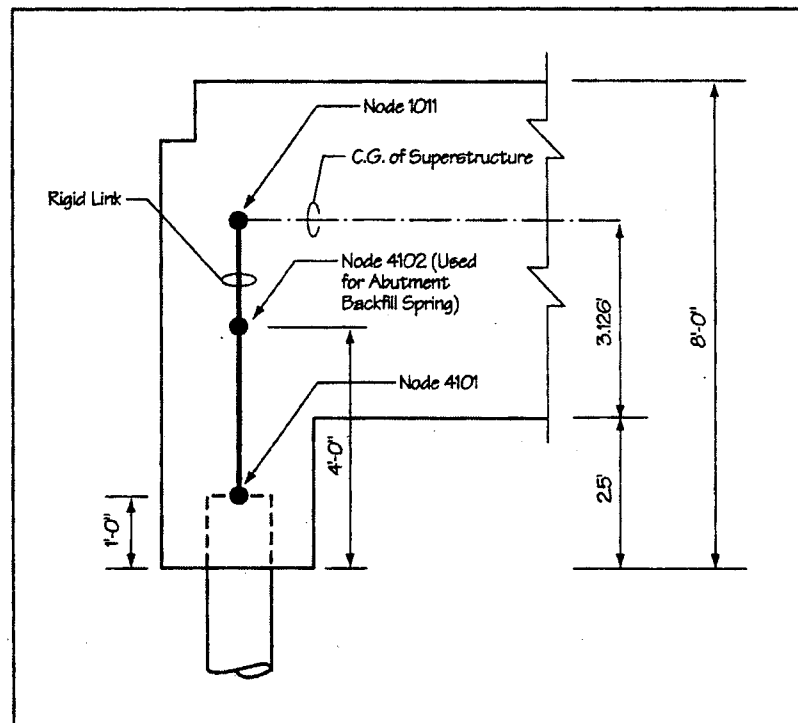 Node 1011
C.G. of Superstructure
Rigid Link
Node 4102 (Used
for Abutment
Backfill Spring)
Node 4101
3.126'
8'-0"
4'-0"
2.5'
1'-0"